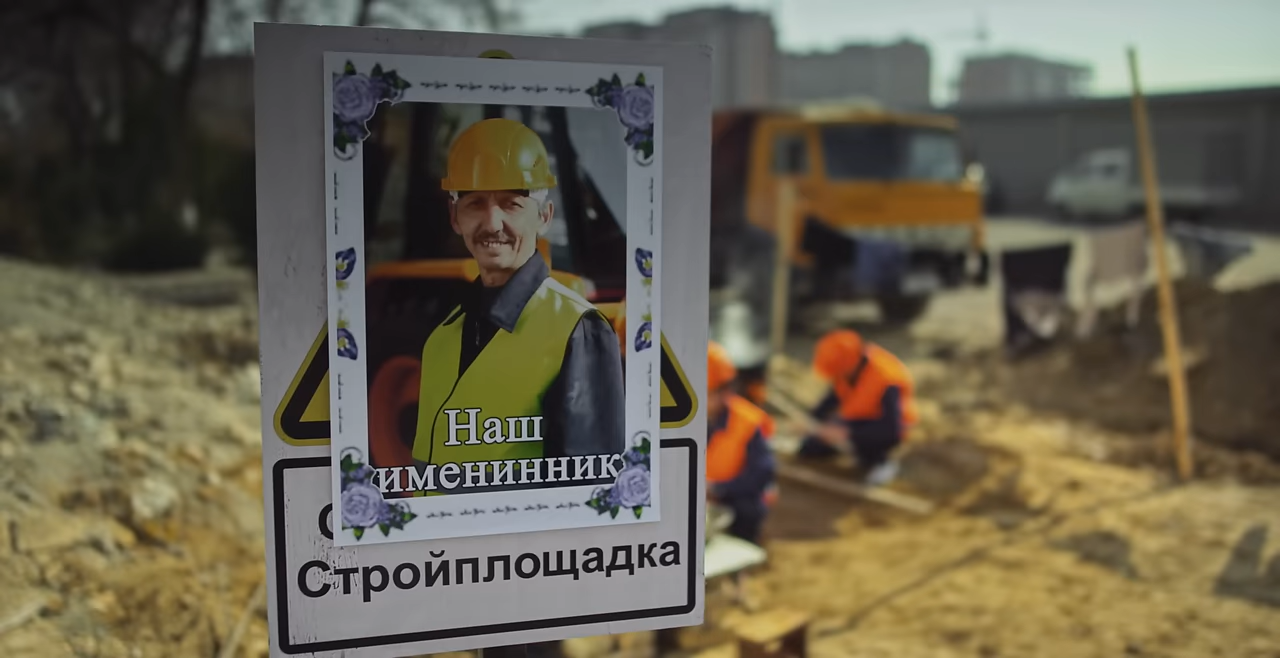 Наш
именинник
Стройплощадка